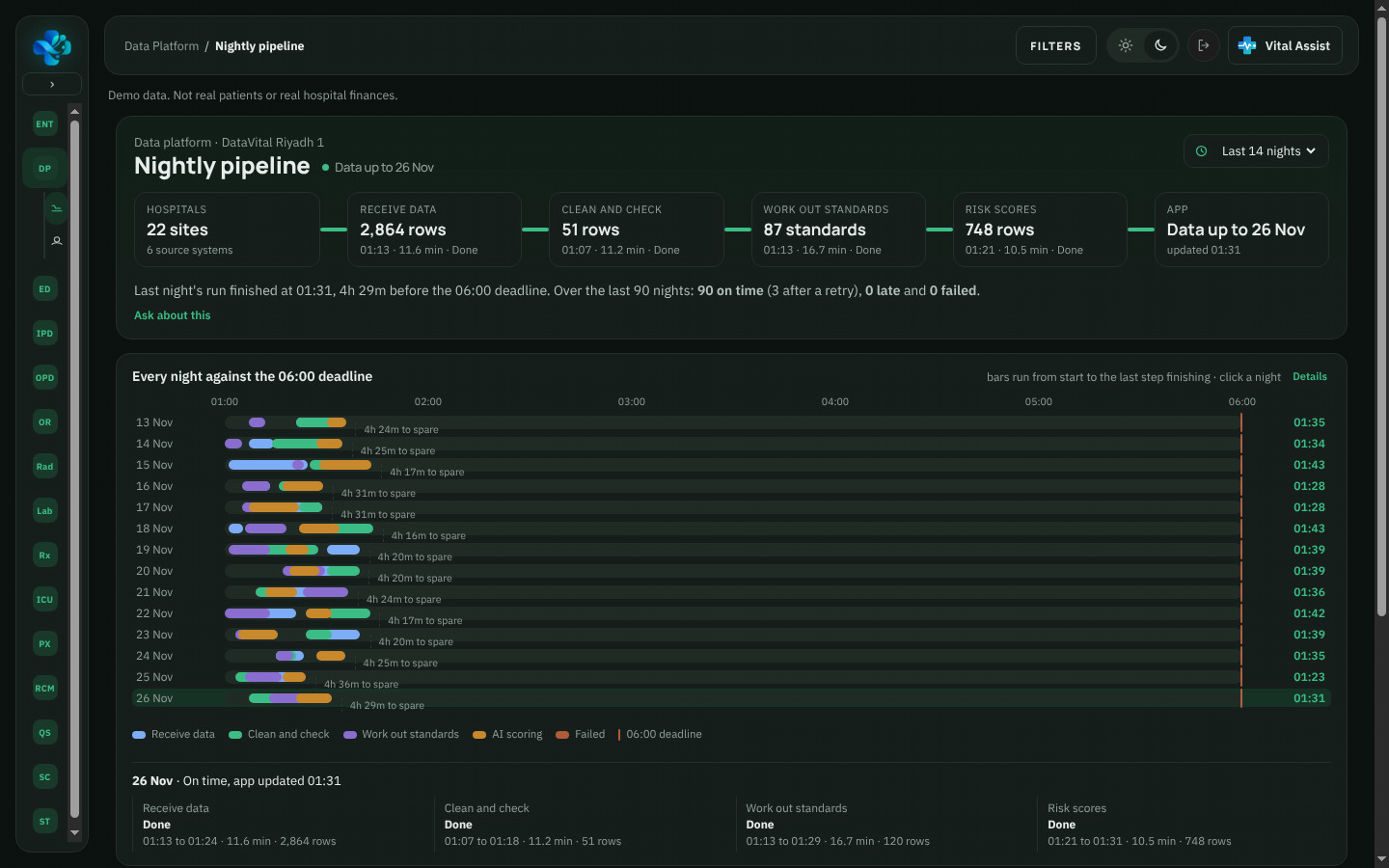 Data Platform / Nightly pipeline
FILTERS
Vital Assist
Demo data. Not real patients or real hospital finances.
ENT
DP
ED
IPD
OPD
OR
Rad
Lab
Rx
ICU
PX
RCM
QS
SC
ST
Data platform · DataVital Riyadh 1
Nightly pipeline
Data up to 26 Nov
Last 14 nights
HOSPITALS
22 sites
6 source systems
RECEIVE DATA
2,864 rows
01:13 · 11.6 min · Done
CLEAN AND CHECK
51 rows
01:07 · 11.2 min · Done
WORK OUT STANDARDS
87 standards
01:13 · 16.7 min · Done
RISK SCORES
748 rows
01:21 · 10.5 min · Done
APP
Data up to 26 Nov
updated 01:31
Last night's run finished at 01:31, 4h 29m before the 06:00 deadline. Over the last 90 nights: 90 on time (3 after a retry), 0 late and 0 failed.
Ask about this
Every night against the 06:00 deadline
bars run from start to the last step finishing · click a night
Details
01:00 02:00 03:00 04:00 05:00 06:00
13 Nov 4h 24m to spare 01:35
14 Nov 4h 25m to spare 01:34
15 Nov 4h 17m to spare 01:43
16 Nov 4h 31m to spare 01:28
17 Nov 4h 31m to spare 01:28
18 Nov 4h 16m to spare 01:43
19 Nov 4h 20m to spare 01:39
20 Nov 4h 20m to spare 01:39
21 Nov 4h 24m to spare 01:36
22 Nov 4h 17m to spare 01:42
23 Nov 4h 20m to spare 01:39
24 Nov 4h 25m to spare 01:35
25 Nov 4h 36m to spare 01:23
26 Nov 4h 29m to spare 01:31
Receive data Clean and check Work out standards AI scoring Failed 06:00 deadline
26 Nov · On time, app updated 01:31
Receive data
Done
01:13 to 01:24 · 11.6 min · 2,864 rows
Clean and check
Done
01:07 to 01:18 · 11.2 min · 51 rows
Work out standards
Done
01:13 to 01:29 · 16.7 min · 120 rows
Risk scores
Done
01:21 to 01:31 · 10.5 min · 748 rows